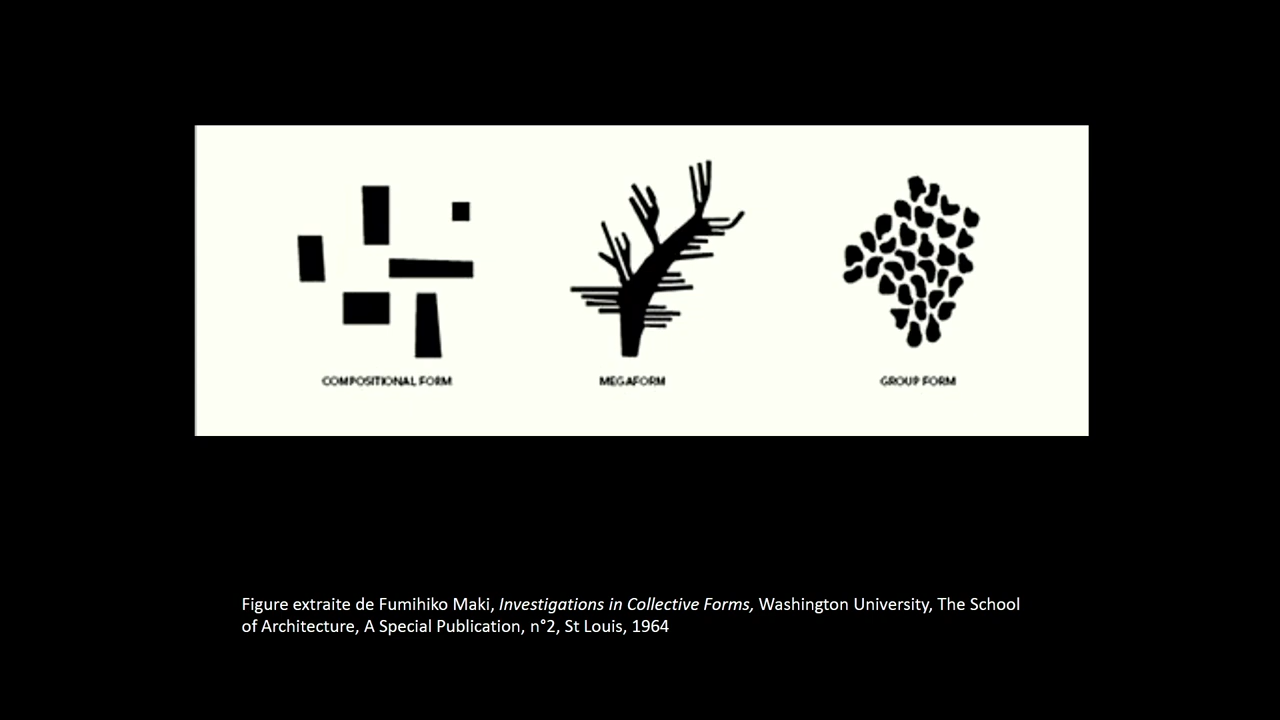 COMPOSITIONAL FORM
MEGAFORM
GROUP FORM
Figure extraite de Fumihiko Maki, Investigations in Collective Forms, Washington University, The School
of Architecture, A Special Publication, n°2, St Louis, 1964